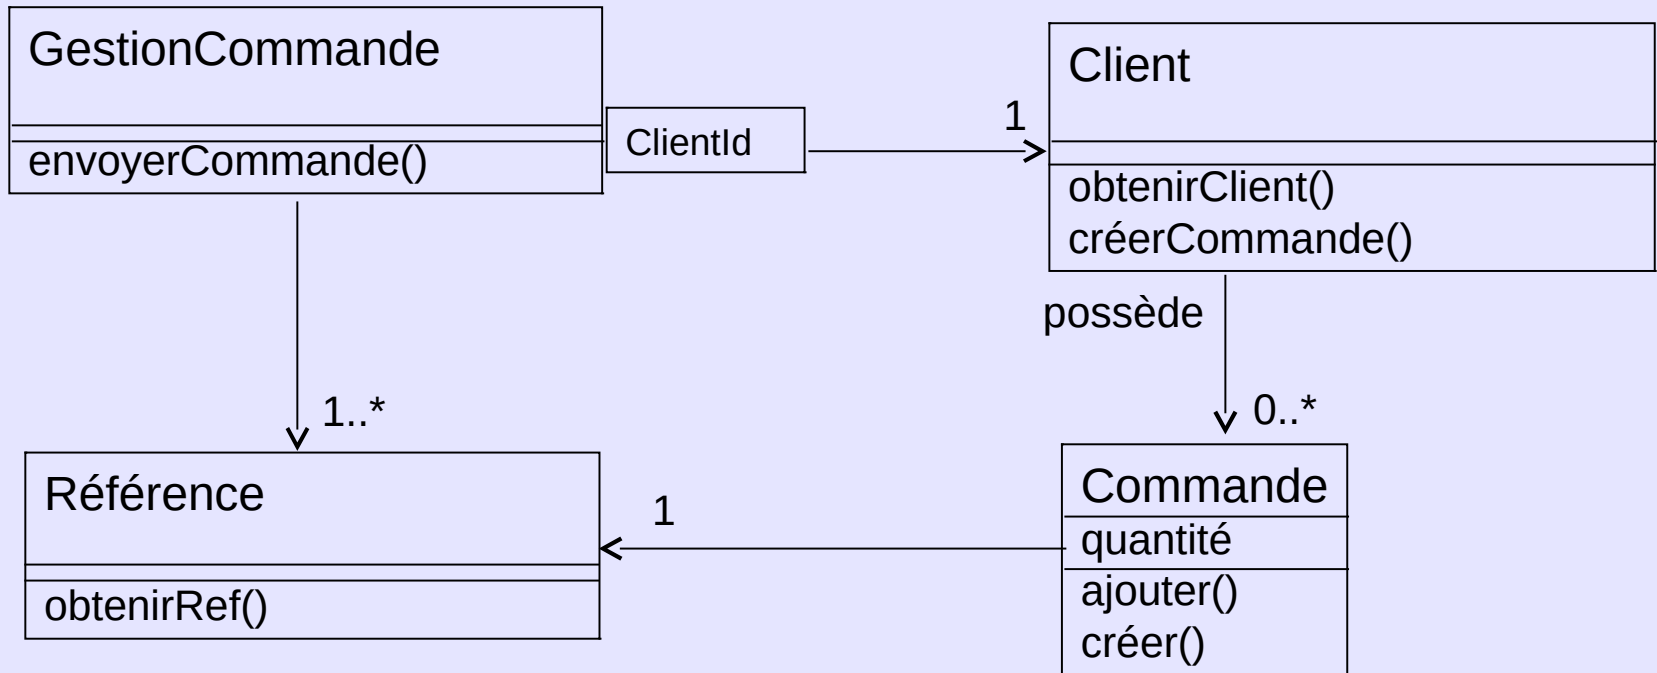 GestionCommande
envoyerCommande()
ClientId
1
Client
obtenirClient()
créerCommande()
possède
0..*
1..*
Référence
obtenirRef()
1
Commande
quantité
ajouter()
créer()